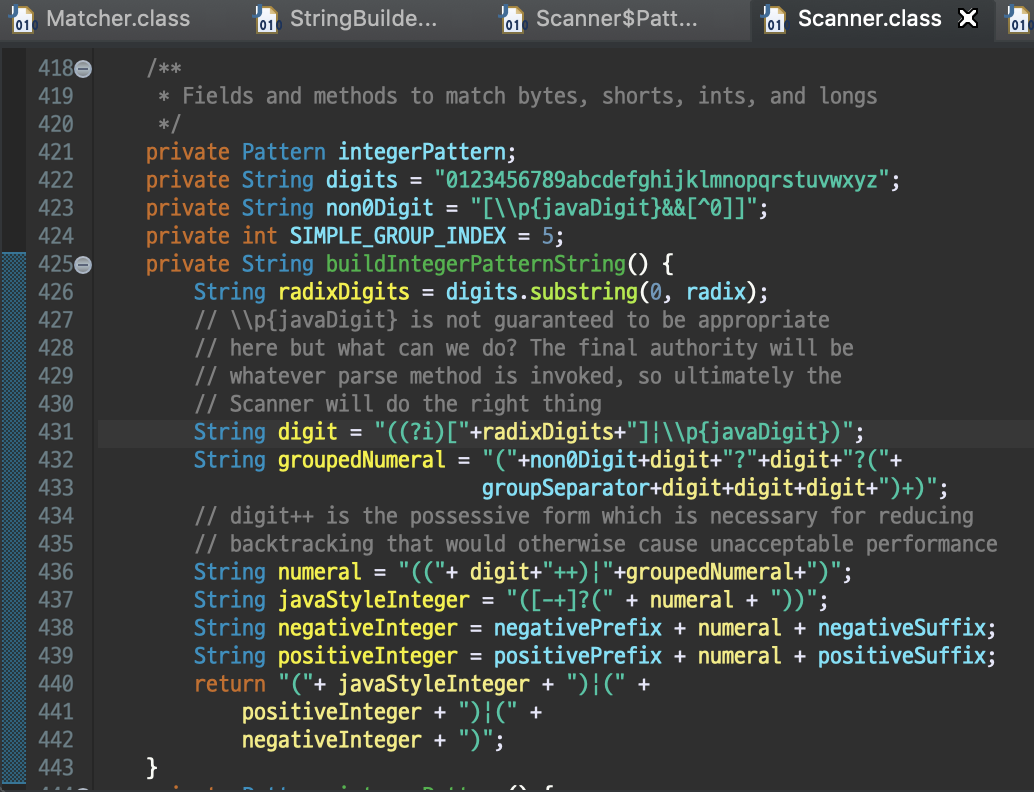 Matcher.class StringBuilde... Scanner$Patt... Scanner.class
418 /**
419 * Fields and methods to match bytes, shorts, ints, and longs
420 */
421 private Pattern integerPattern;
422 private String digits = "0123456789abcdefghijklmnopqrstuvwxyz";
423 private String non0Digit = "[\\p{javaDigit}&&[^0]]";
424 private int SIMPLE_GROUP_INDEX = 5;
425 private String buildIntegerPatternString() {
426 String radixDigits = digits.substring(0, radix);
427 // \\p{javaDigit} is not guaranteed to be appropriate
428 // here but what can we do? The final authority will be
429 // whatever parse method is invoked, so ultimately the
430 // Scanner will do the right thing
431 String digit = "((?i)["+radixDigits+"]¦\\p{javaDigit})";
432 String groupedNumeral = "("+non0Digit+digit+"?"+digit+"?("+
433 groupSeparator+digit+digit+digit+")+)";
434 // digit++ is the possessive form which is necessary for reducing
435 // backtracking that would otherwise cause unacceptable performance
436 String numeral = "(("+ digit+"++)¦"+groupedNumeral+")";
437 String javaStyleInteger = "([-+]?(" + numeral + "))";
438 String negativeInteger = negativePrefix + numeral + negativeSuffix;
439 String positiveInteger = positivePrefix + numeral + positiveSuffix;
440 return "("+ javaStyleInteger + ")¦(" +
441 positiveInteger + ")¦(" +
442 negativeInteger + ")";
443 }